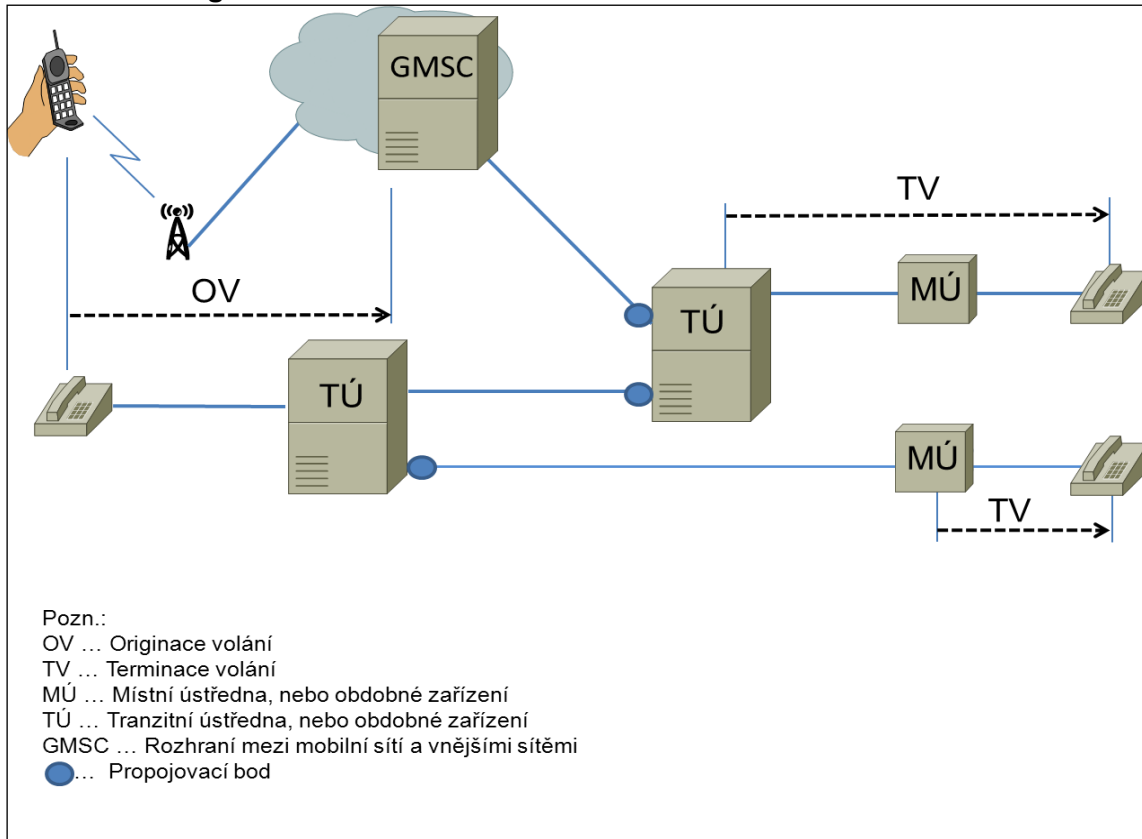 GMSC
TV
OV
TÚ
MÚ
TÚ
MÚ
TV
Pozn.:
OV … Originace volání
TV … Terminace volání
MÚ … Místní ústředna, nebo obdobné zařízení
TÚ … Tranzitní ústředna, nebo obdobné zařízení
GMSC … Rozhraní mezi mobilní sítí a vnějšími sítěmi
… Propojovací bod